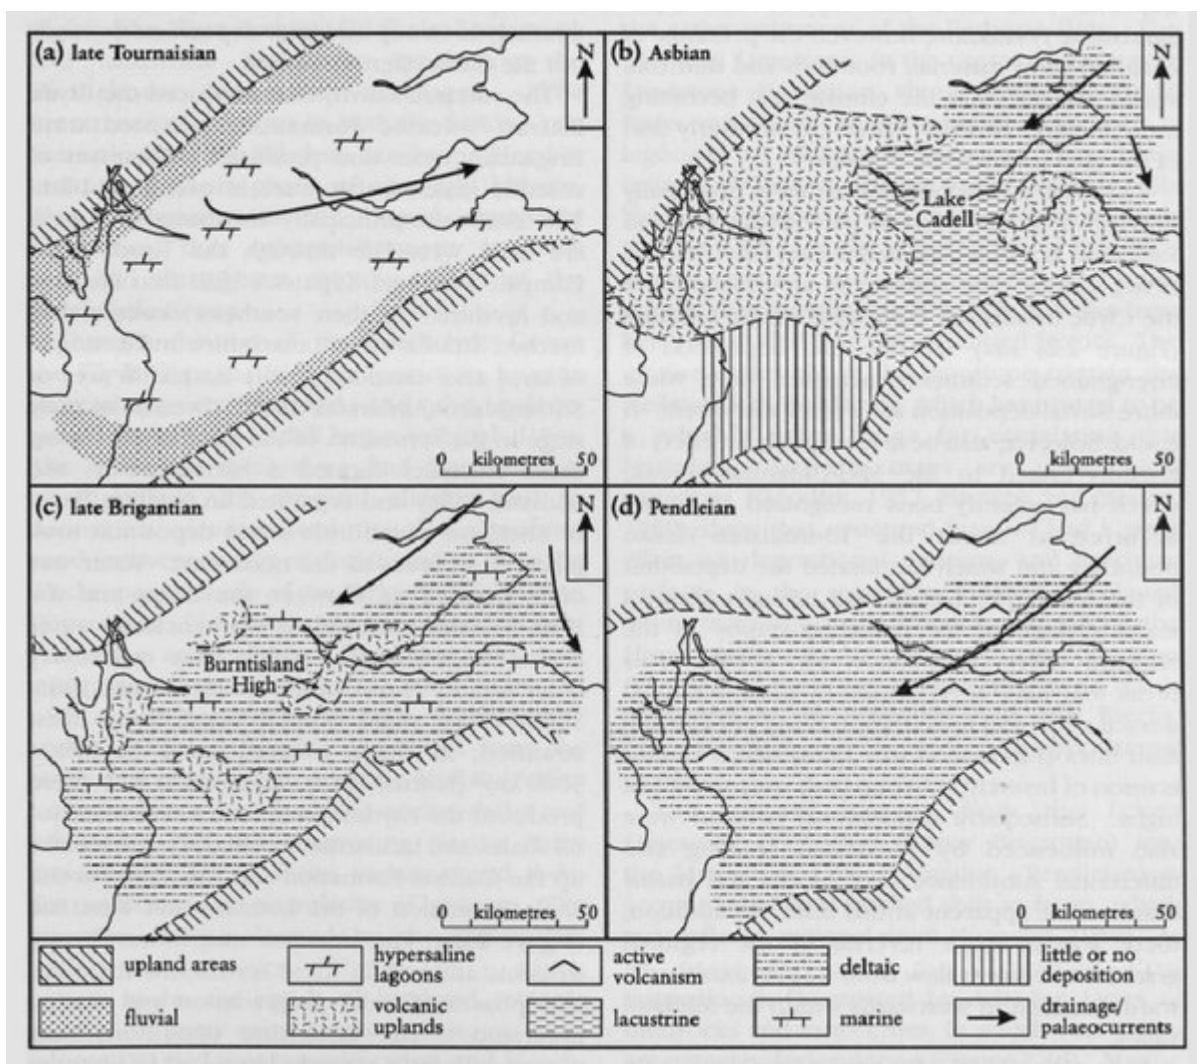 (a) late Tournaisian
N
0 kilometres 50
(b) Asbian
N
Lake
Cadell
0 kilometres 50
(c) late Brigantian
N
Burntisland
High
0 kilometres 50
(d) Pendleian
N
0 kilometres 50
upland areas
hypersaline
lagoons
active
volcanism
deltaic
little or no
deposition
fluvial
volcanic
uplands
lacustrine
marine
drainage/
palaeocurrents